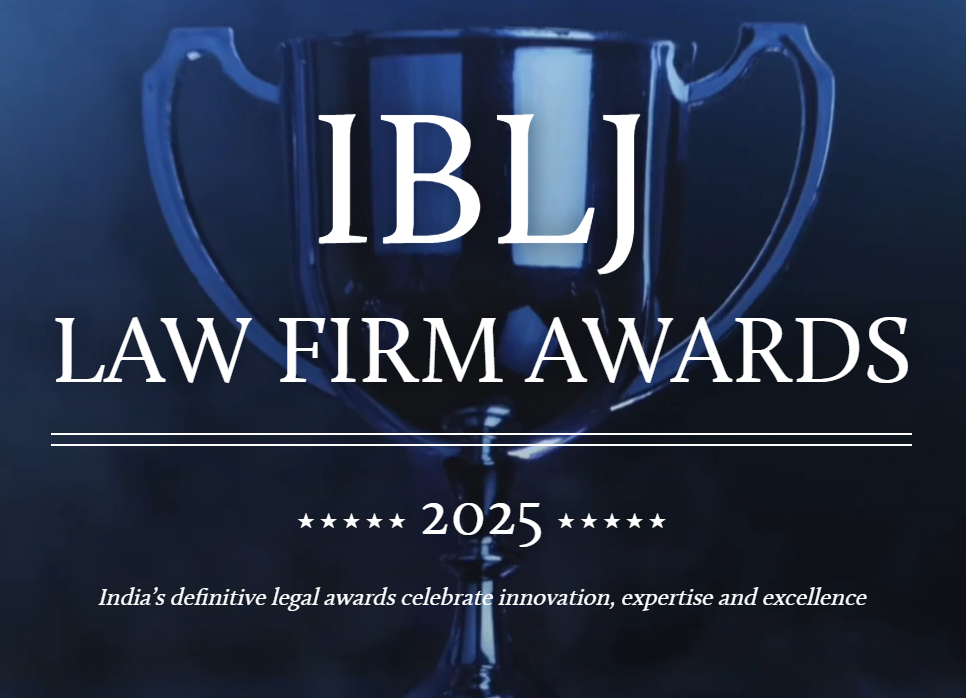 IBLJ
LAW FIRM AWARDS
★★★★★ 2025 ★★★★★
India’s definitive legal awards celebrate innovation, expertise and excellence